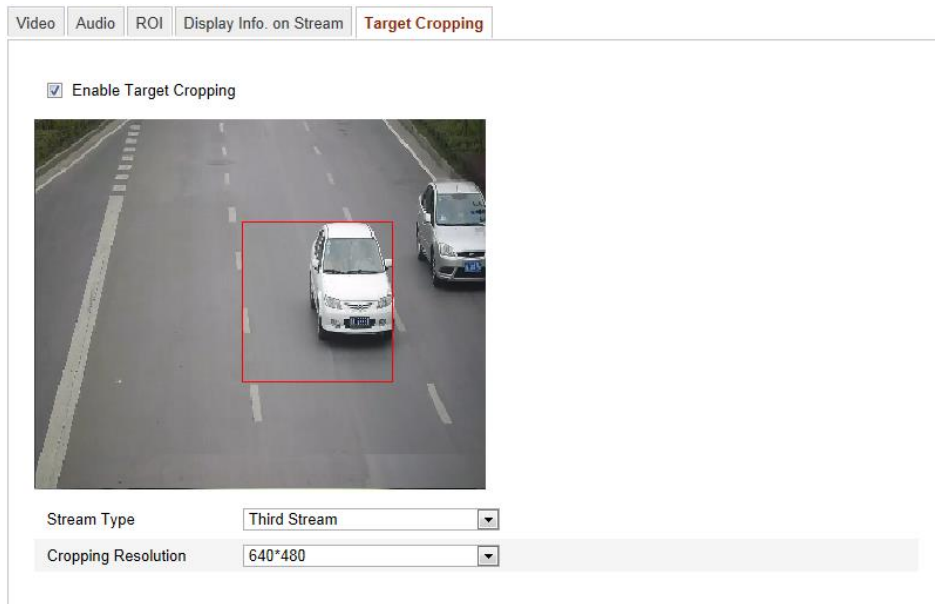 Video Audio ROI Display Info. on Stream Target Cropping
Enable Target Cropping
Stream Type Third Stream
Cropping Resolution 640*480